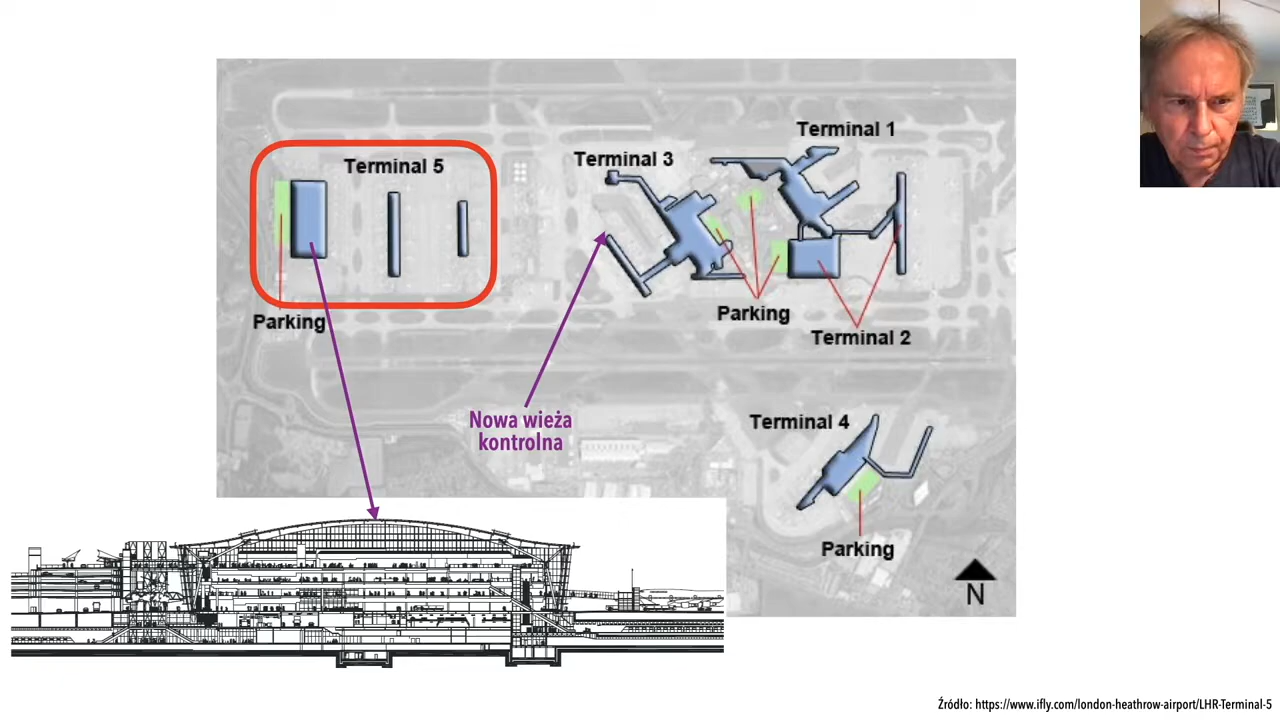 Terminal 1
Terminal 3
Terminal 5
Parking
Parking
Terminal 2
Nowa wieża
kontrolna
Terminal 4
Parking
N
Źródło: https://www.ifly.com/london-heathrow-airport/LHR-Terminal-5